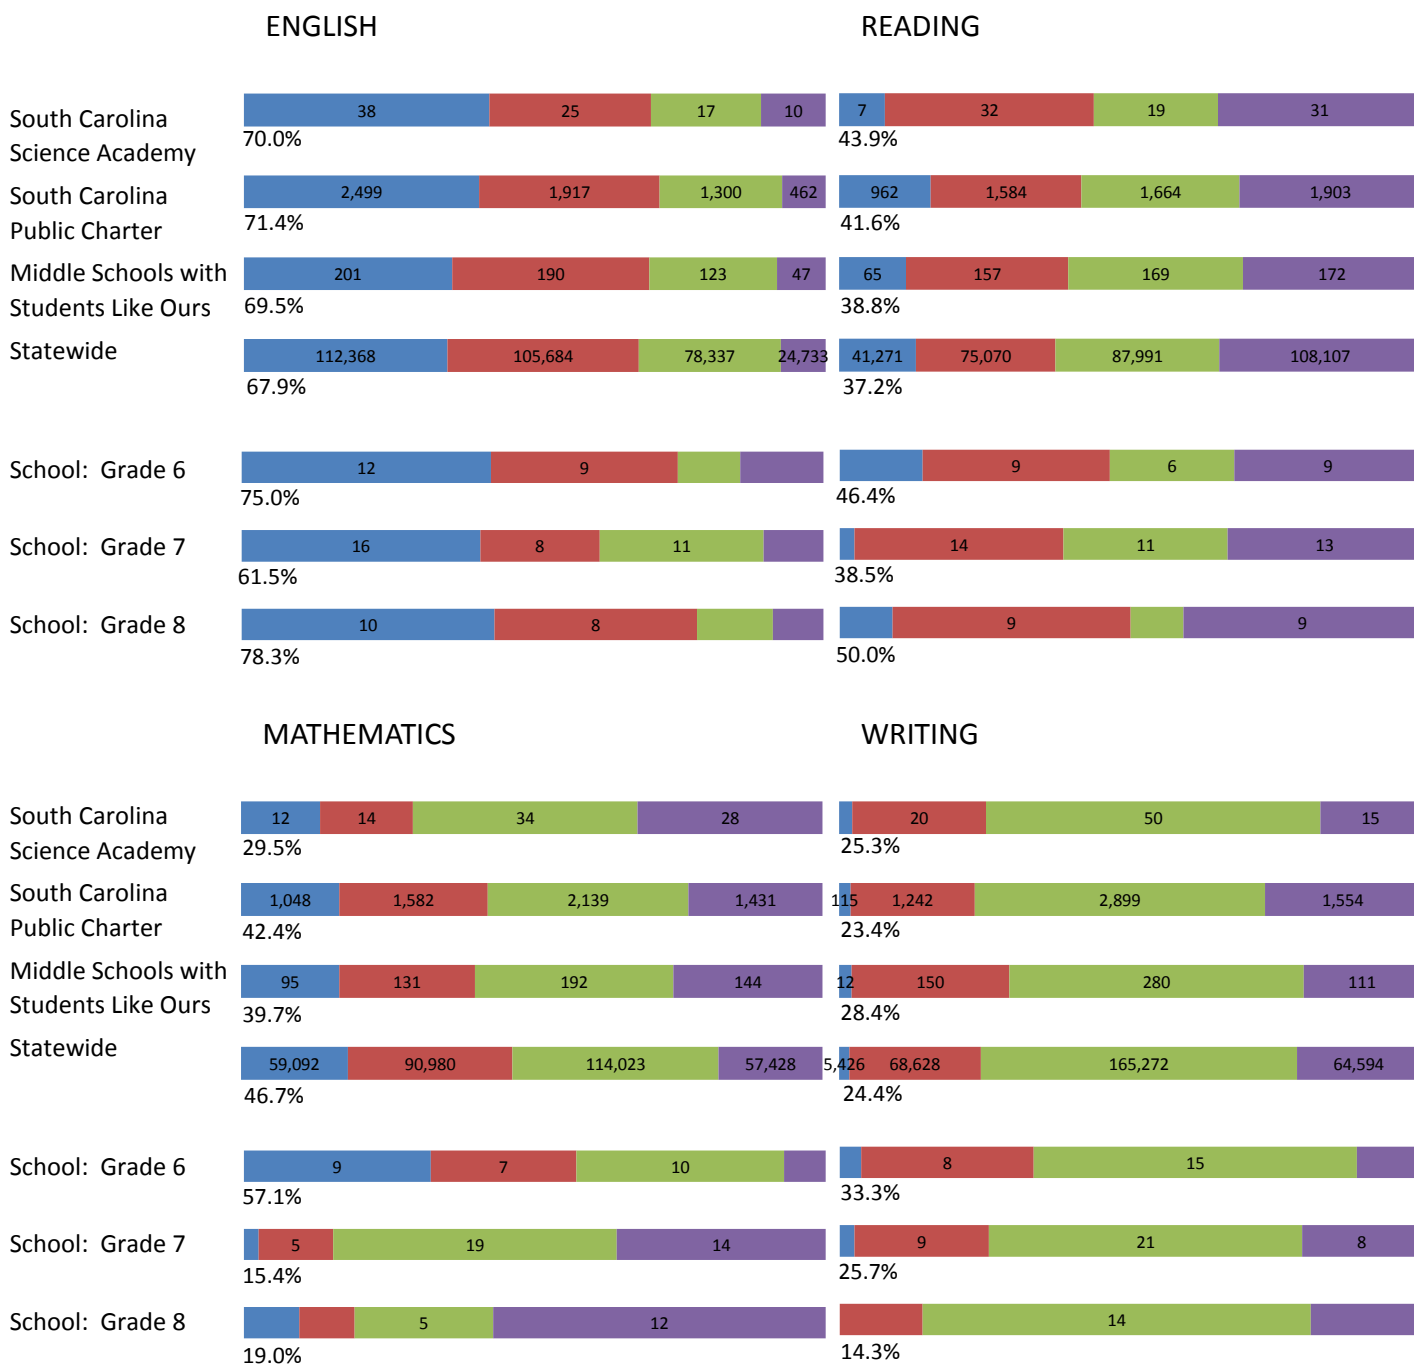 ENGLISH READING
South Carolina 38 25 17 10 7 32 19 31
Science Academy 70.0% 43.9%
South Carolina 2,499 1,917 1,300 462 962 1,584 1,664 1,903
Public Charter 71.4% 41.6%
Middle Schools with 201 190 123 47 65 157 169 172
Students Like Ours 69.5% 38.8%
Statewide 112,368 105,684 78,337 24,733 41,271 75,070 87,991 108,107
67.9% 37.2%
School: Grade 6 12 9 9 6 9
75.0% 46.4%
School: Grade 7 16 8 11 14 11 13
61.5% 38.5%
School: Grade 8 10 8 9 9
78.3% 50.0%
MATHEMATICS WRITING
South Carolina 12 14 34 28 20 50 15
Science Academy 29.5% 25.3%
South Carolina 1,048 1,582 2,139 1,431 115 1,242 2,899 1,554
Public Charter 42.4% 23.4%
Middle Schools with 95 131 192 144 12 150 280 111
Students Like Ours 39.7% 28.4%
Statewide 59,092 90,980 114,023 57,428 5,426 68,628 165,272 64,594
46.7% 24.4%
School: Grade 6 9 7 10 8 15
57.1% 33.3%
School: Grade 7 5 19 14 9 21 8
15.4% 25.7%
School: Grade 8 5 12 14
19.0% 14.3%